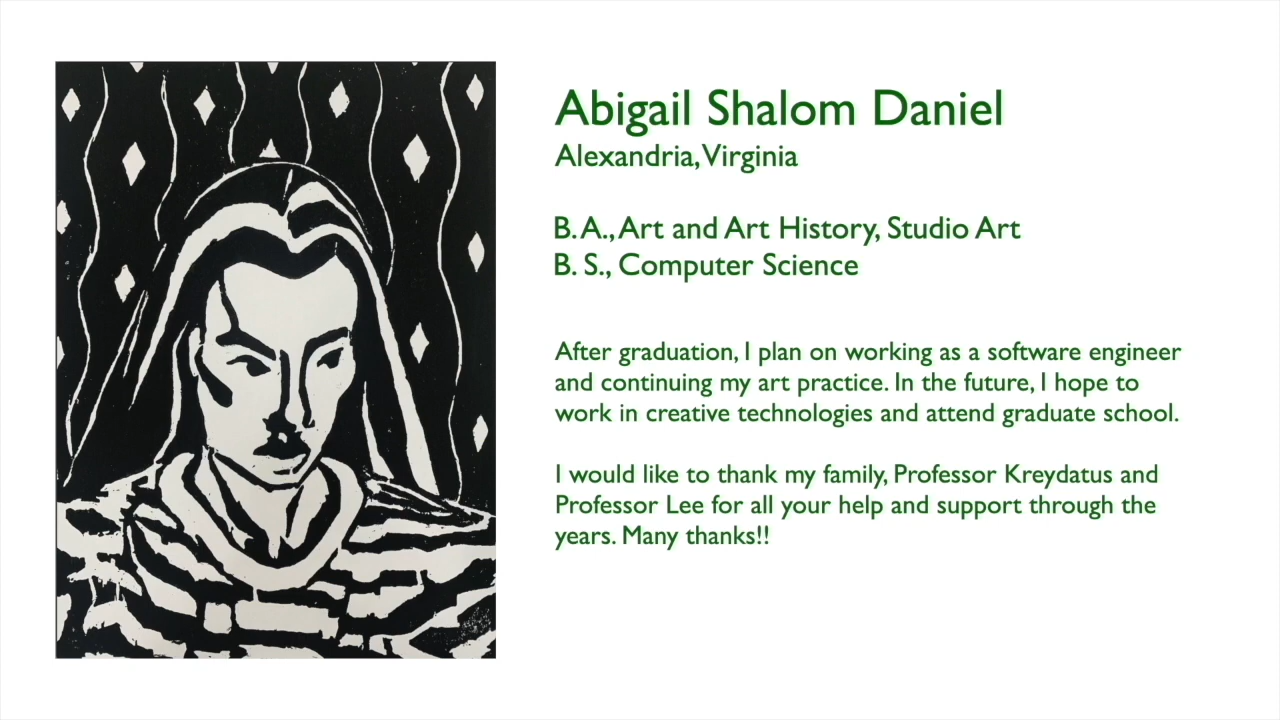 Abigail Shalom Daniel
Alexandria, Virginia
B. A., Art and Art History, Studio Art
B. S., Computer Science
After graduation, I plan on working as a software engineer
and continuing my art practice. In the future, I hope to
work in creative technologies and attend graduate school.
I would like to thank my family, Professor Kreydatus and
Professor Lee for all your help and support through the
years. Many thanks!!